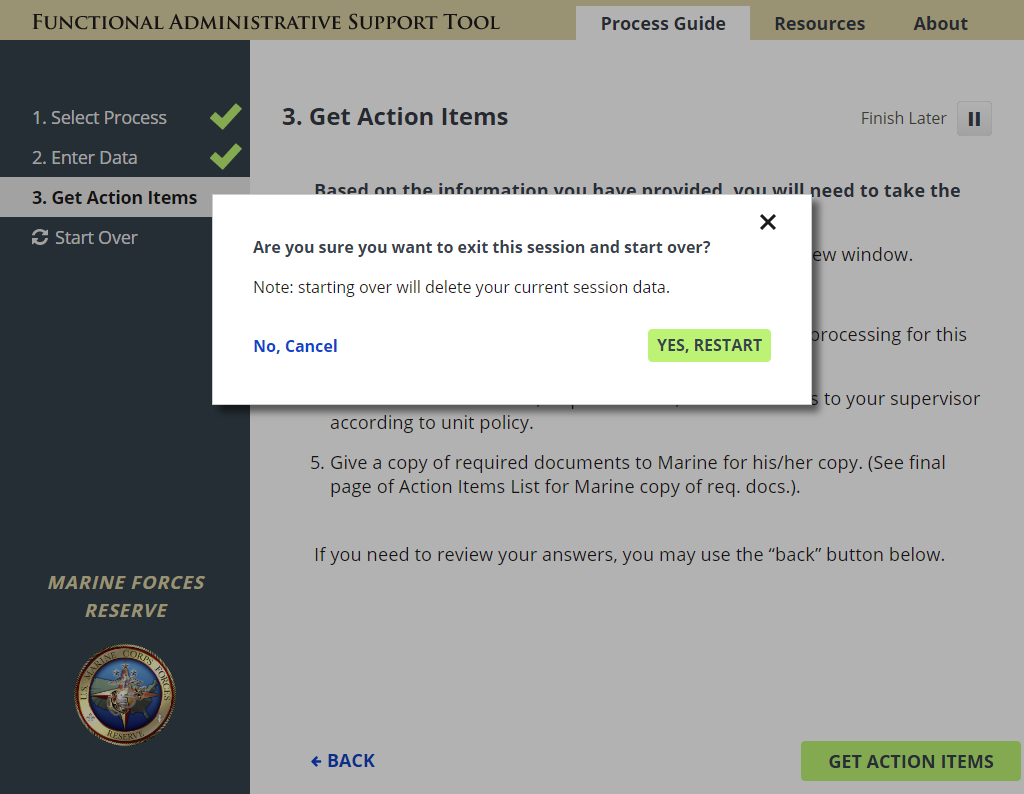 Functional Administrative Support Tool
Process Guide
Resources
About
1. Select Process
2. Enter Data
3. Get Action Items
Start Over
MARINE FORCES
RESERVE
U.S. MARINE CORPS FORCES
RESERVE
3. Get Action Items
Finish Later
Based on the information you have provided, you will need to take the
ew window.
processing for this
s to your supervisor
according to unit policy.
5. Give a copy of required documents to Marine for his/her copy. (See final
page of Action Items List for Marine copy of req. docs.).
If you need to review your answers, you may use the “back” button below.
BACK
GET ACTION ITEMS
Are you sure you want to exit this session and start over?
Note: starting over will delete your current session data.
No, Cancel
YES, RESTART